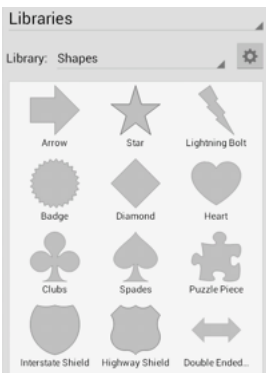 Libraries
Library: Shapes
Arrow Star Lightning Bolt
Badge Diamond Heart
Clubs Spades Puzzle Piece
Interstate Shield Highway Shield Double Ended...